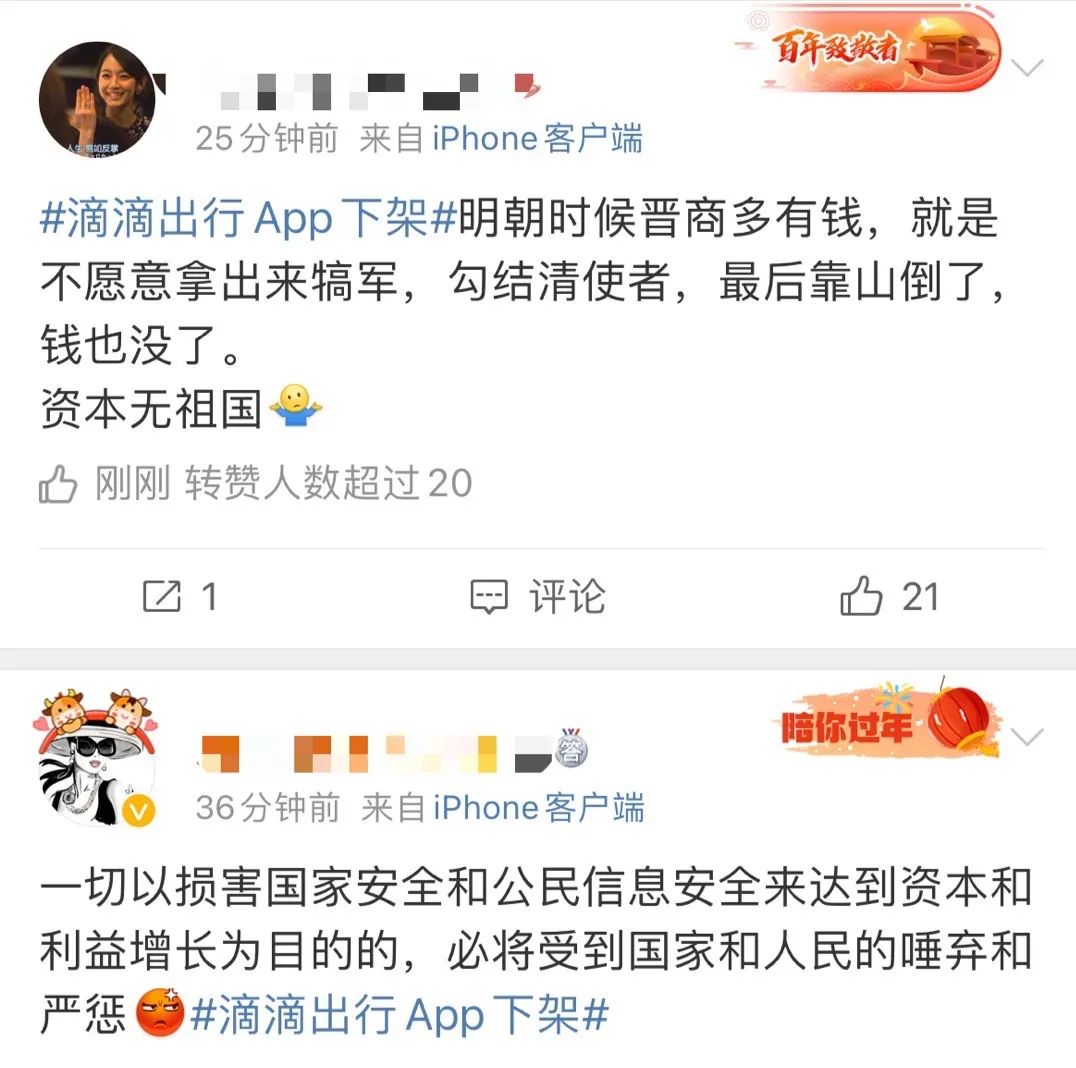 百年致敬者
人生 易如反掌
25分钟前 来自 iPhone客户端
#滴滴出行App下架#明朝时候晋商多有钱，就是
不愿意拿出来犒军，勾结清使者，最后靠山倒了，
钱也没了。
资本无祖国🤷‍♂️
刚刚 转赞人数超过20
1 评论 21
陪你过年
答
36分钟前 来自 iPhone客户端
一切以损害国家安全和公民信息安全来达到资本和
利益增长为目的的，必将受到国家和人民的唾弃和
严惩😡#滴滴出行App下架#